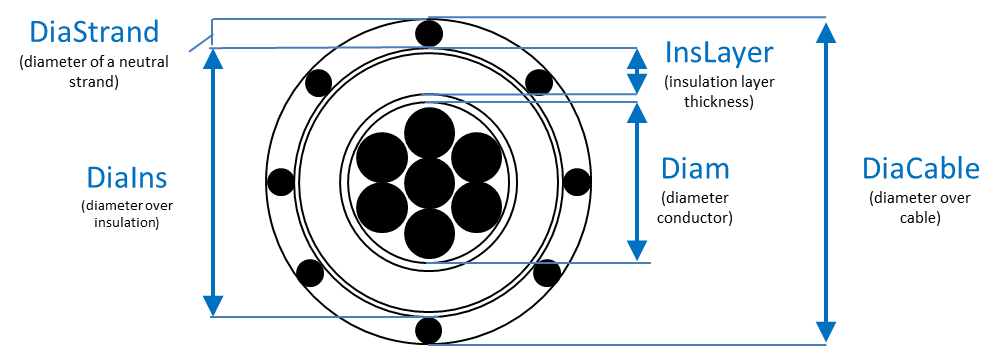 DiaStrand
(diameter of a neutral
strand)
InsLayer
(insulation layer
thickness)
DiaIns
(diameter over
insulation)
Diam
(diameter
conductor)
DiaCable
(diameter over
cable)